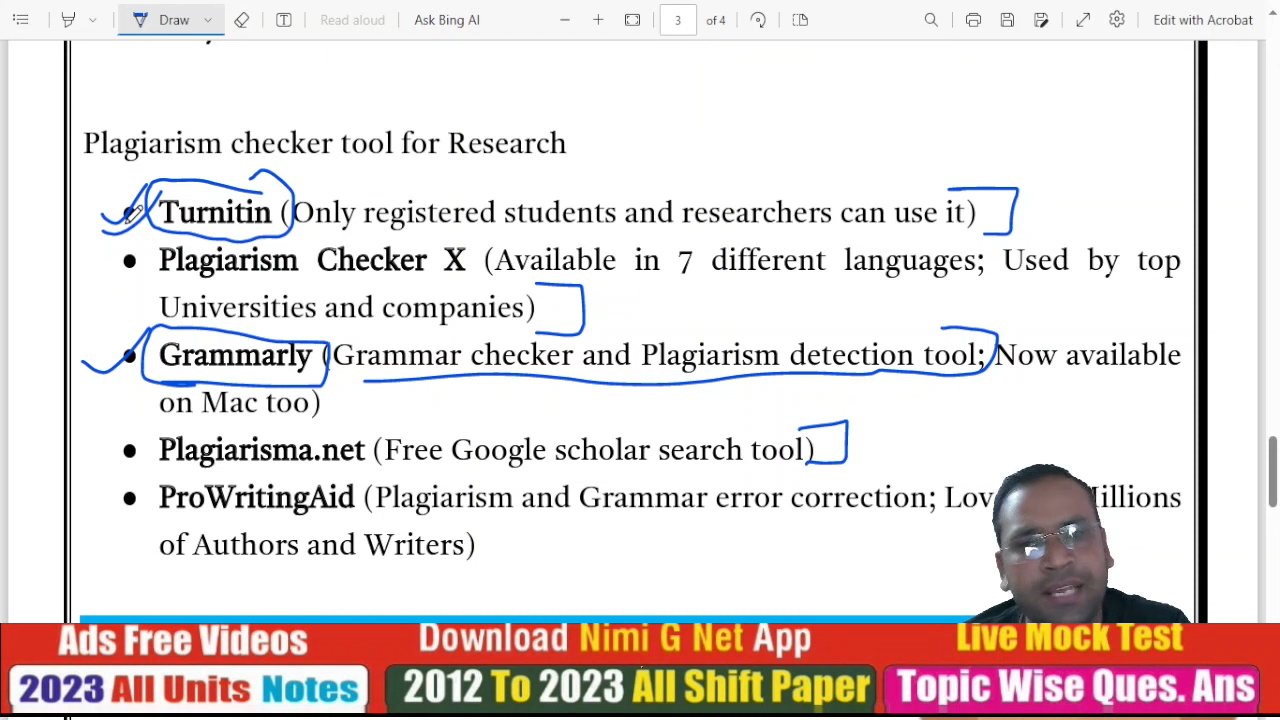 Draw
Read aloud
Ask Bing AI
3
of 4
Edit with Acrobat
Plagiarism checker tool for Research
● Turnitin (Only registered students and researchers can use it)
● Plagiarism Checker X (Available in 7 different languages; Used by top
Universities and companies)
● Grammarly (Grammar checker and Plagiarism detection tool; Now available
on Mac too)
● Plagiarisma.net (Free Google scholar search tool)
● ProWritingAid (Plagiarism and Grammar error correction; Millions
of Authors and Writers)
Ads Free Videos
Download Nimi G Net App
Live Mock Test
2023 All Units Notes
2012 To 2023 All Shift Paper
Topic Wise Ques. Ans